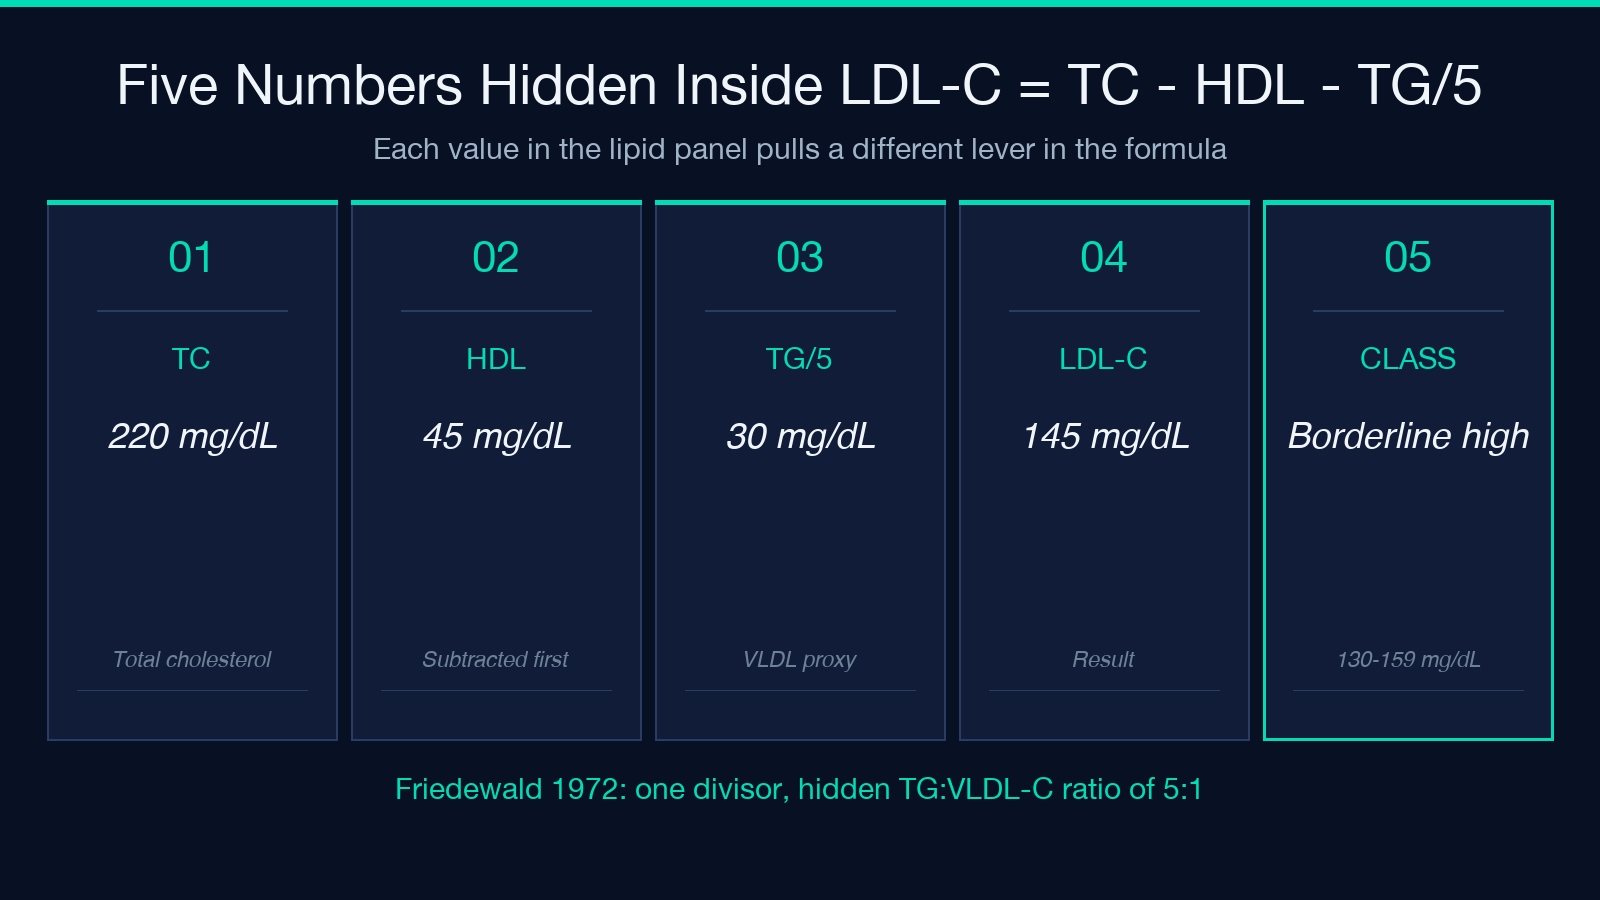 Five Numbers Hidden Inside LDL-C = TC - HDL - TG/5
Each value in the lipid panel pulls a different lever in the formula
01
TC
220 mg/dL
Total cholesterol
02
HDL
45 mg/dL
Subtracted first
03
TG/5
30 mg/dL
VLDL proxy
04
LDL-C
145 mg/dL
Result
05
CLASS
Borderline high
130-159 mg/dL
Friedewald 1972: one divisor, hidden TG:VLDL-C ratio of 5:1